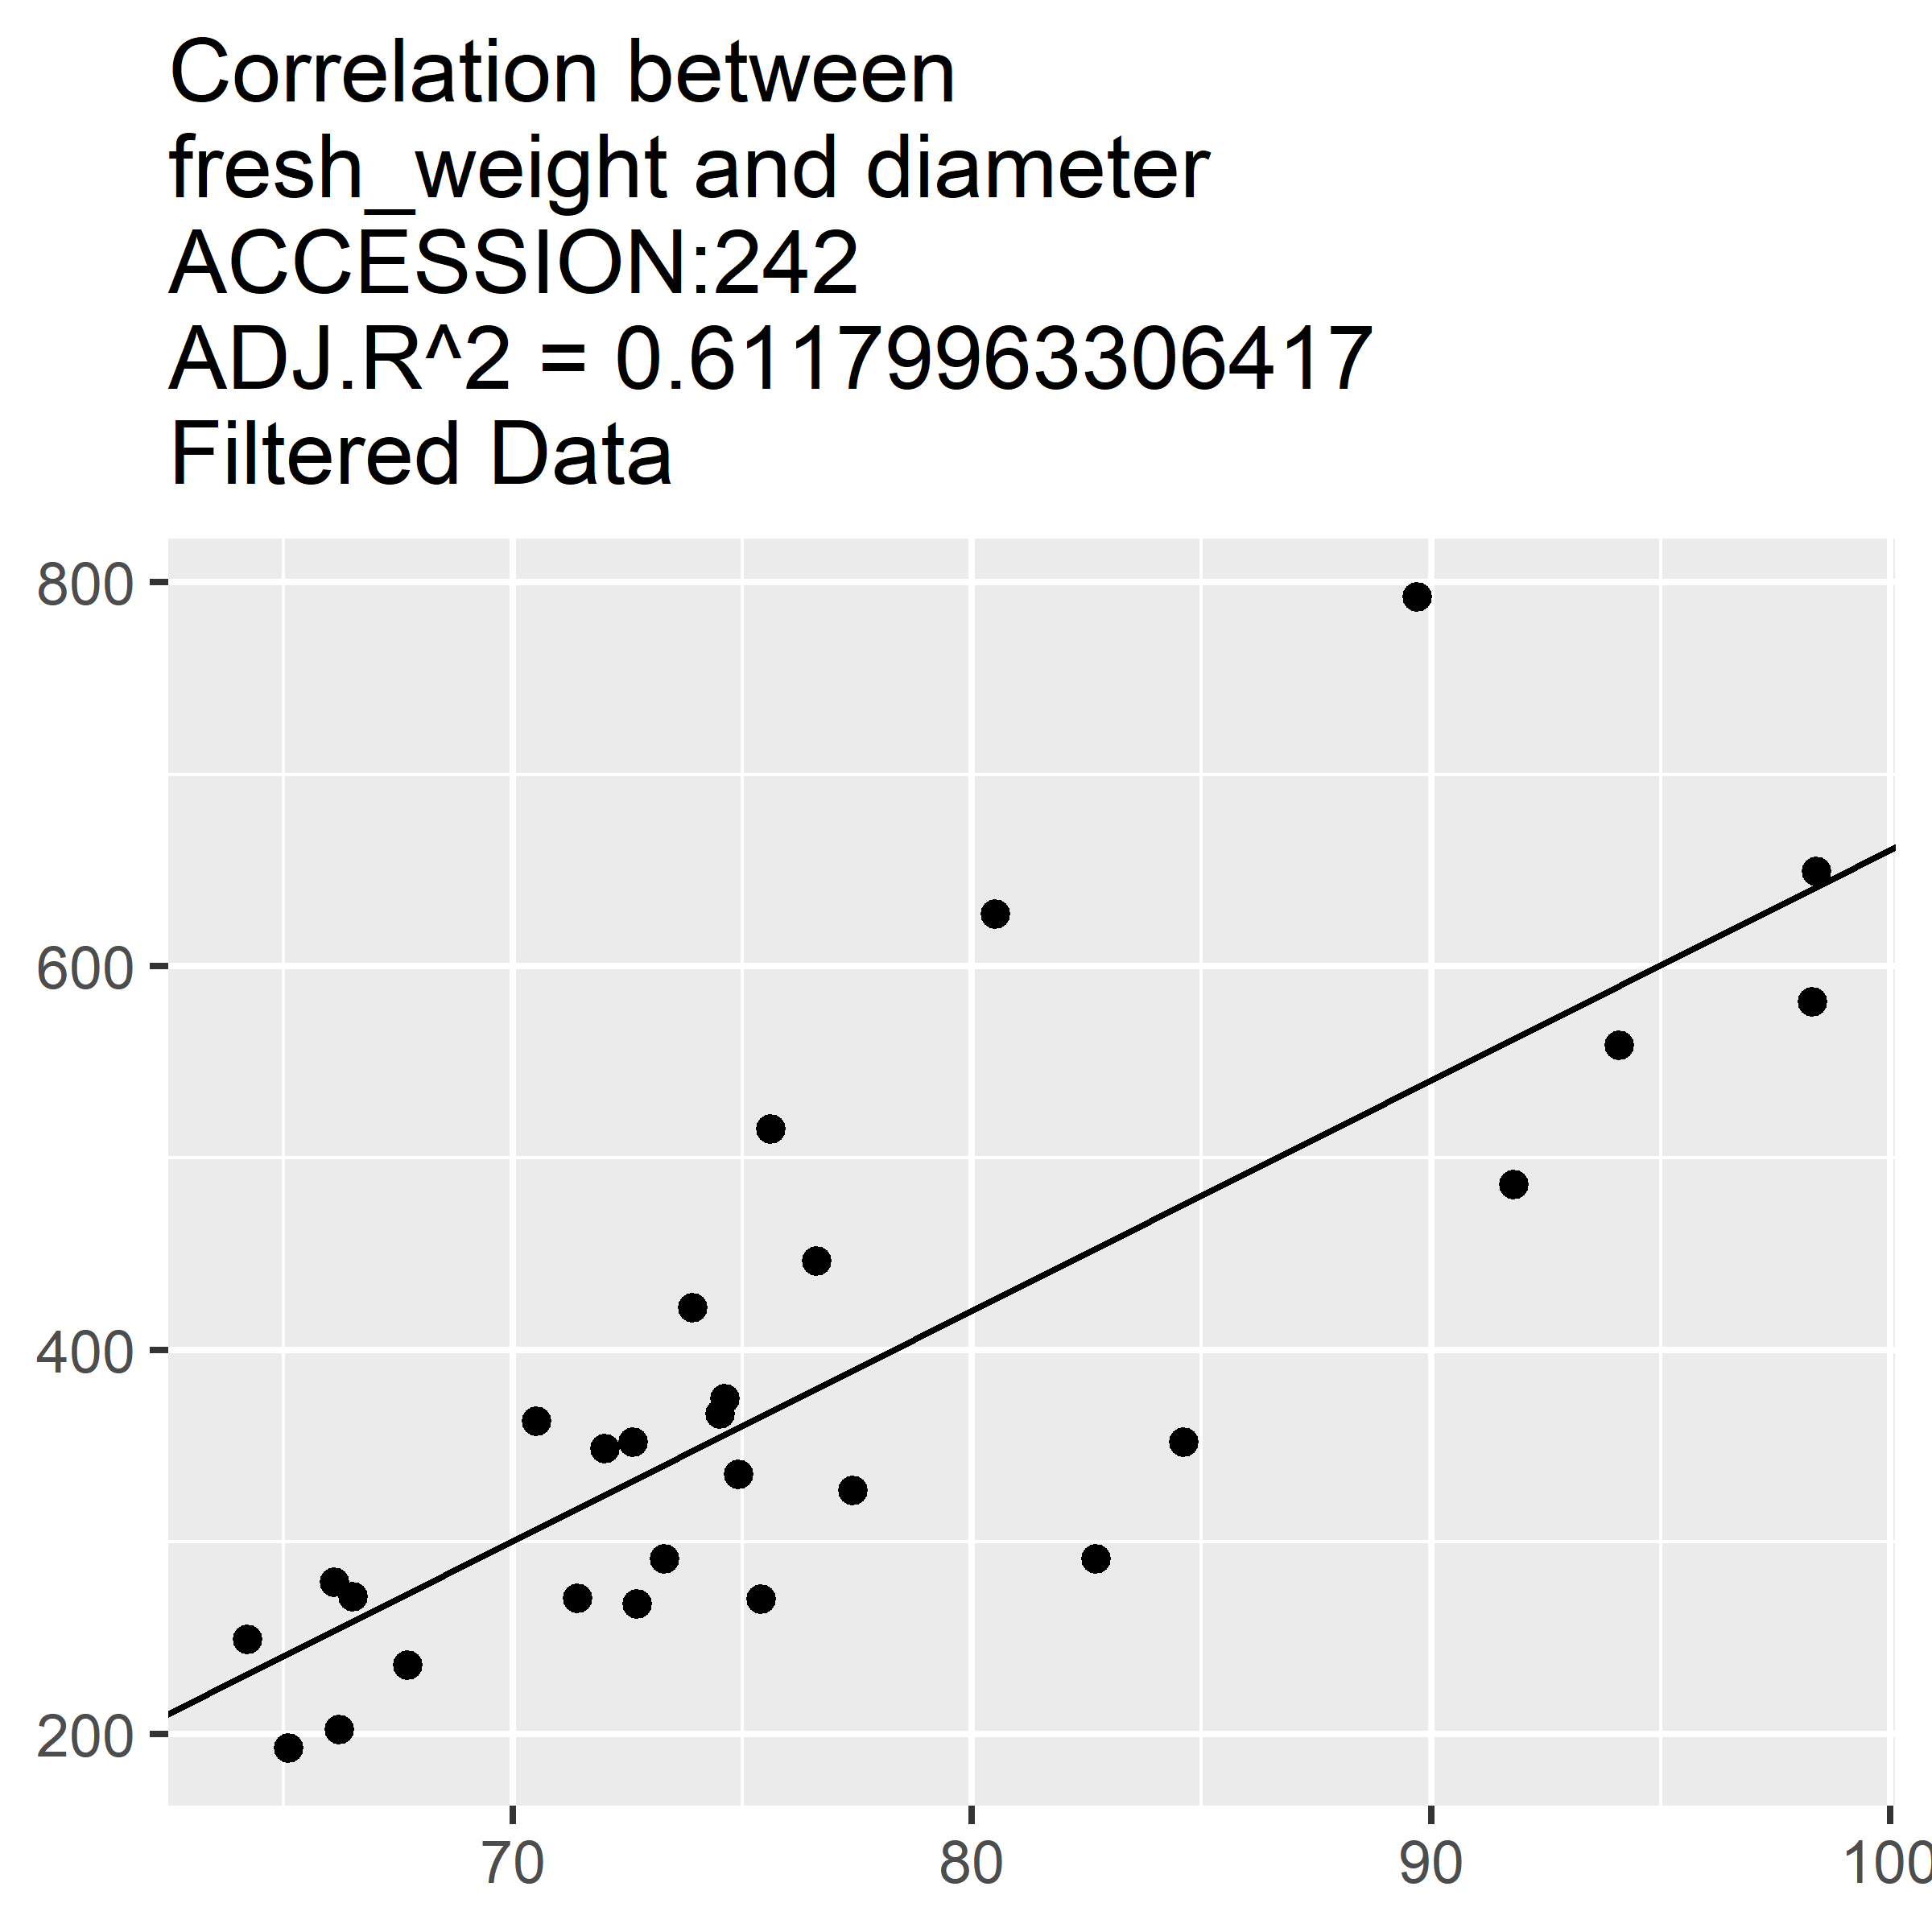 Correlation between
fresh_weight and diameter
ACCESSION:242
ADJ.R^2 = 0.61179963306417
Filtered Data
800
600
400
200
70 80 90 100